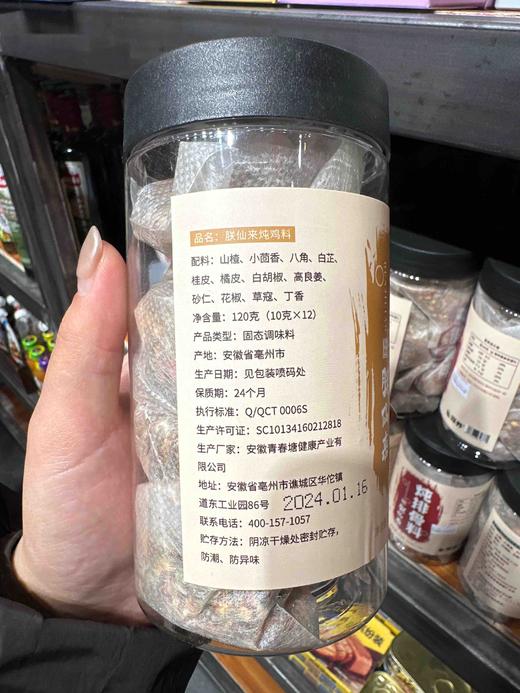 品名：朕仙来炖鸡料
配料：山楂、小茴香、八角、白芷、
桂皮、橘皮、白胡椒、高良姜、
砂仁、花椒、草寇、丁香
净含量：120克（10克×12）
产品类型：固态调味料
产地：安徽省亳州市
生产日期：见包装喷码处
保质期：24个月
执行标准：Q/QCT 0006S
生产许可证：SC10134160212818
生产厂家：安徽青春塘健康产业有
限公司
地址：安徽省亳州市谯城区华佗镇
道东工业园86号
2024.01.16
联系电话：400-157-1057
贮存方法：阴凉干燥处密封贮存，
防潮、防异味